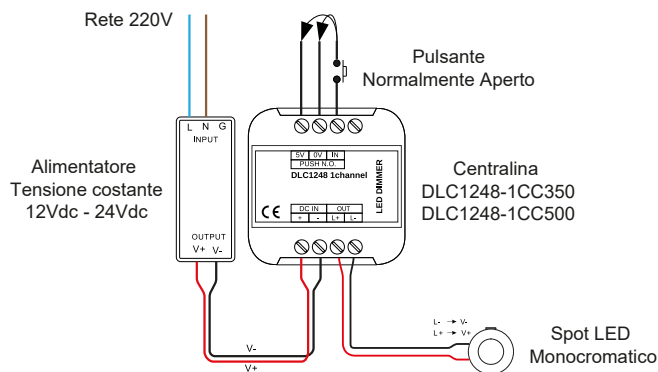 Rete 220V
Pulsante
Normalmente Aperto
L N G
INPUT
Alimentatore
Tensione costante
12Vdc - 24Vdc
OUTPUT
V+ V-
5V 0V IN
PUSH N.O.
DLC1248 1channel
LED DIMMER
CE
DC IN OUT
+ - L+ L-
Centralina
DLC1248-1CC350
DLC1248-1CC500
V-
V+
L- → V-
L+ → V+
Spot LED
Monocromatico